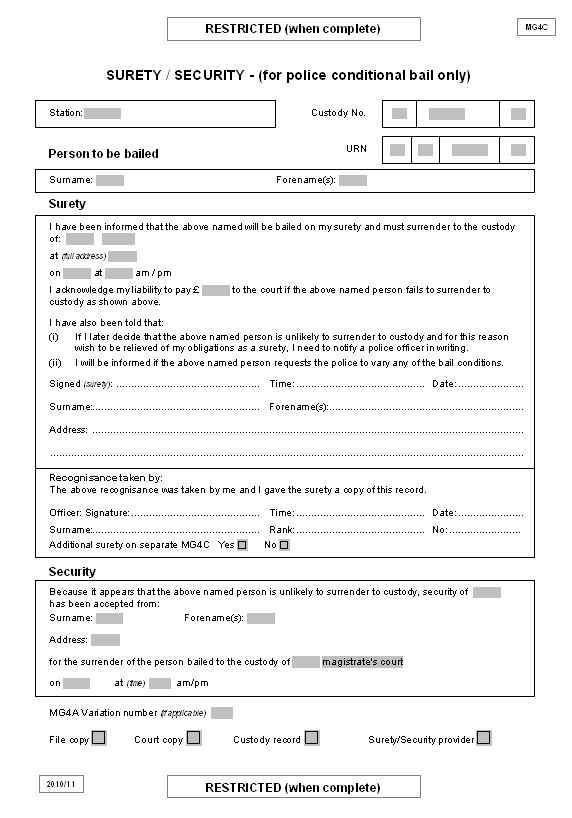 RESTRICTED (when complete)
MG4C
SURETY / SECURITY - (for police conditional bail only)
Station:
Custody No.
Person to be bailed
URN
Surname: Forename(s):
Surety
I have been informed that the above named will be bailed on my surety and must surrender to the custody
of:
at (full address)
on at am / pm
I acknowledge my liability to pay £ to the court if the above named person fails to surrender to
custody as shown above.
I have also been told that:
(i) If I later decide that the above named person is unlikely to surrender to custody and for this reason
wish to be relieved of my obligations as a surety, I need to notify a police officer in writing.
(ii) I will be informed if the above named person requests the police to vary any of the bail conditions.
Signed (surety): Time: Date:
Surname: Forename(s):
Address:
Recognisance taken by:
The above recognisance was taken by me and I gave the surety a copy of this record.
Officer: Signature: Time: Date:
Surname: Rank: No:
Additional surety on separate MG4C Yes No
Security
Because it appears that the above named person is unlikely to surrender to custody, security of
has been accepted from:
Surname: Forename(s):
Address:
for the surrender of the person bailed to the custody of magistrate's court
on at (time) am/pm
MG4A Variation number (if applicable)
File copy Court copy Custody record Surety/Security provider
2010/11
RESTRICTED (when complete)